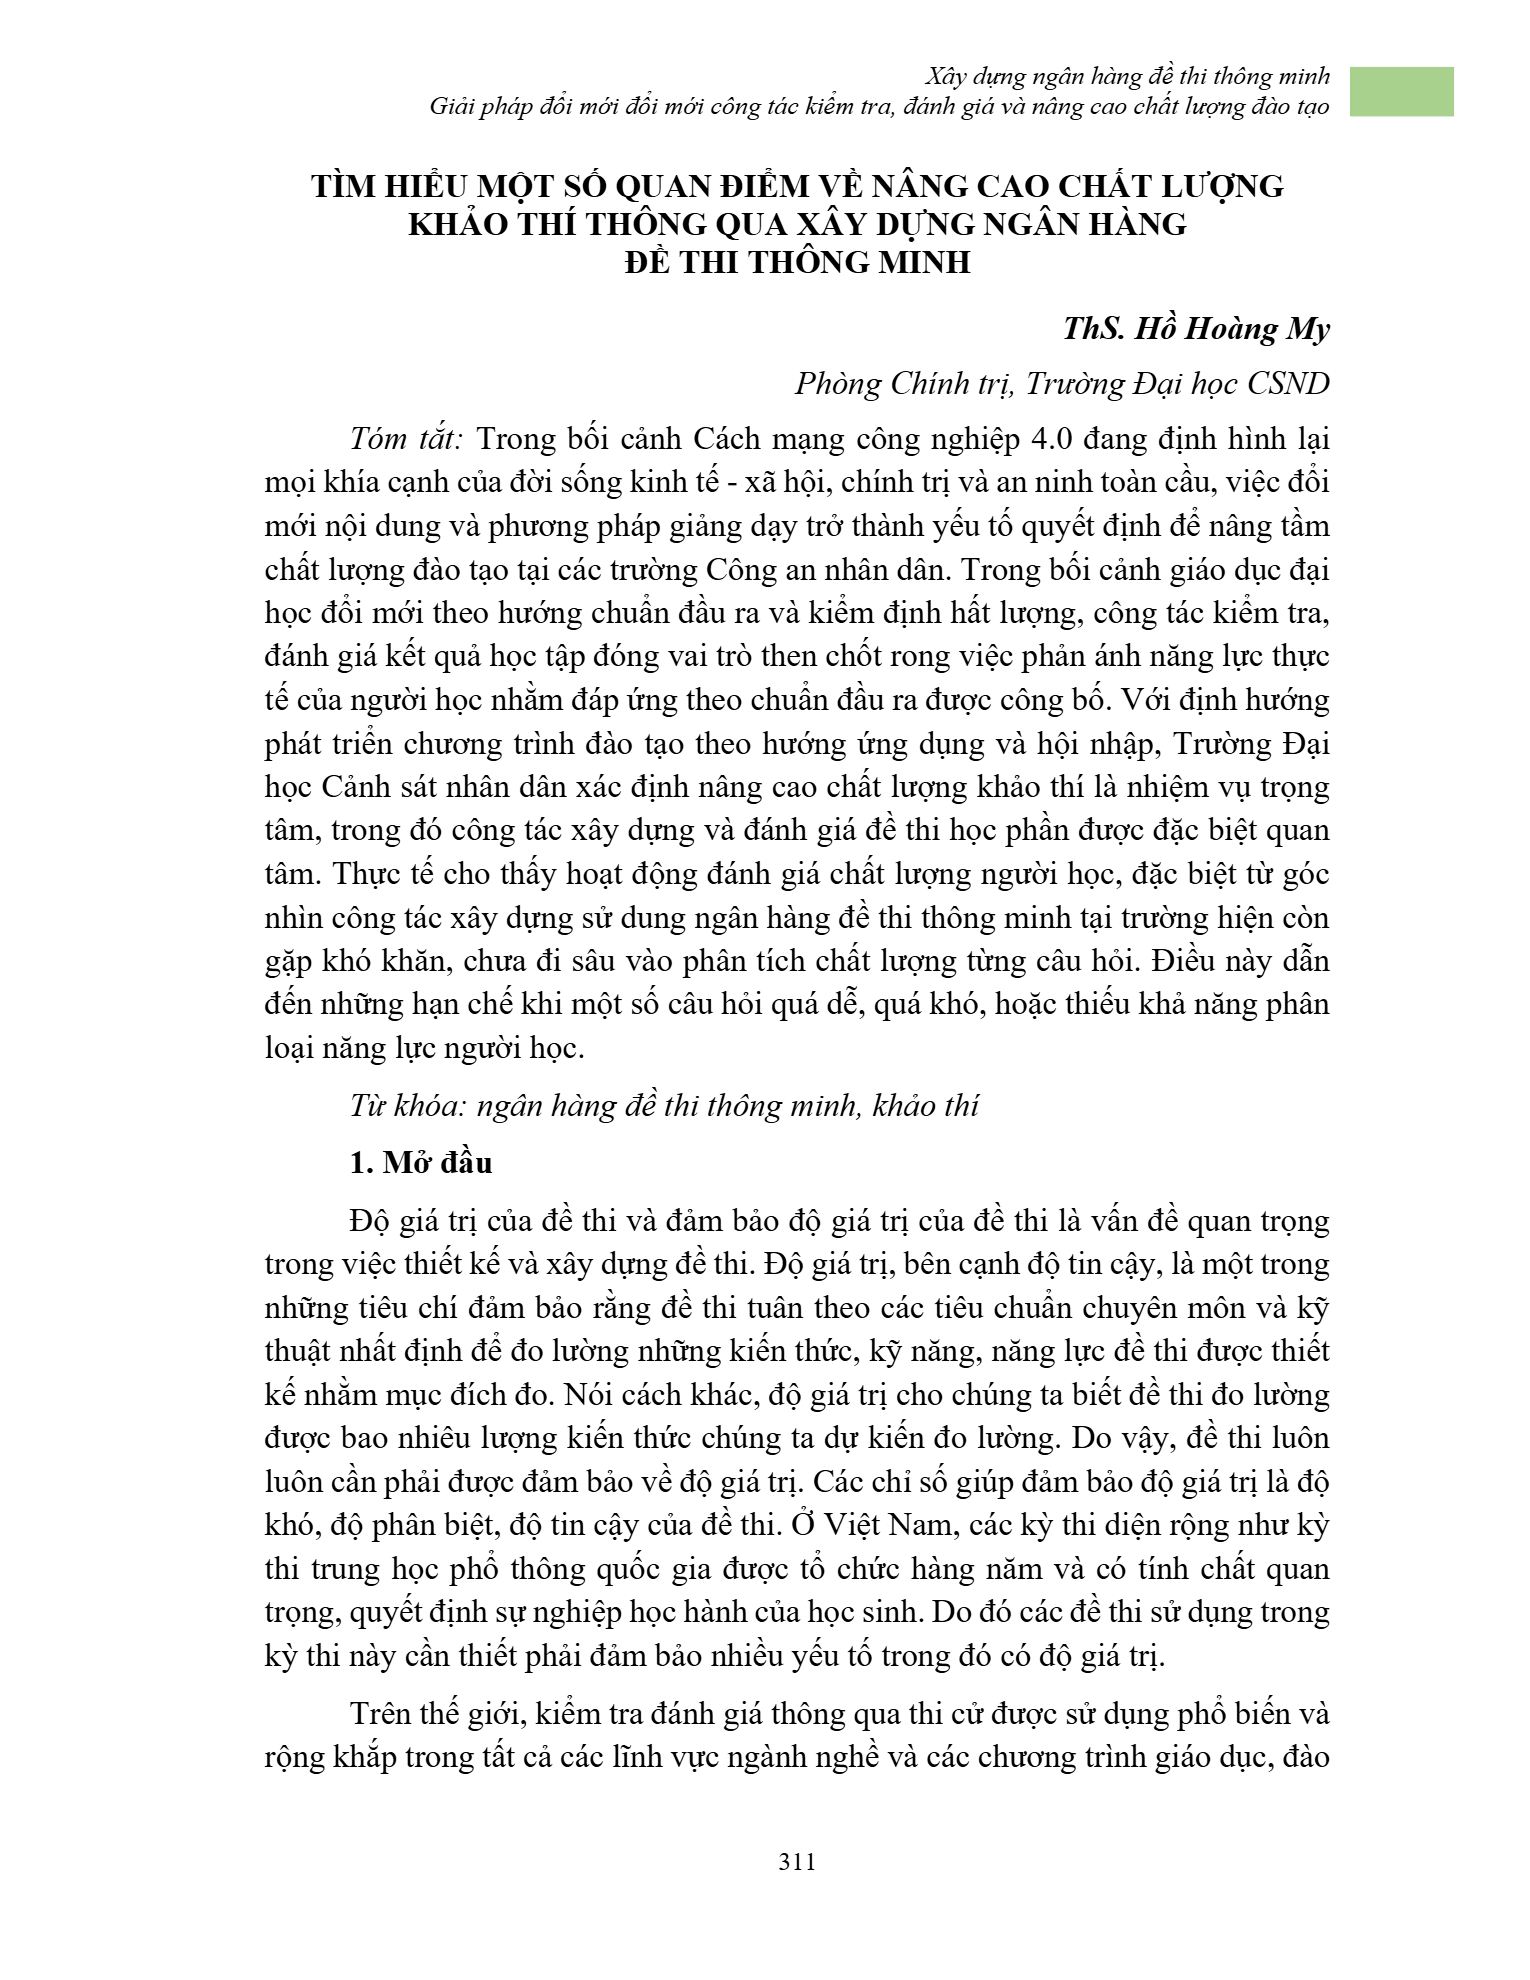 Xây dựng ngân hàng đề thi thông minh
Giải pháp đổi mới đổi mới công tác kiểm tra, đánh giá và nâng cao chất lượng đào tạo
TÌM HIỂU MỘT SỐ QUAN ĐIỂM VỀ NÂNG CAO CHẤT LƯỢNG
KHẢO THÍ THÔNG QUA XÂY DỰNG NGÂN HÀNG
ĐỀ THI THÔNG MINH
ThS. Hồ Hoàng My
Phòng Chính trị, Trường Đại học CSND
Tóm tắt: Trong bối cảnh Cách mạng công nghiệp 4.0 đang định hình lại
mọi khía cạnh của đời sống kinh tế - xã hội, chính trị và an ninh toàn cầu, việc đổi
mới nội dung và phương pháp giảng dạy trở thành yếu tố quyết định để nâng tầm
chất lượng đào tạo tại các trường Công an nhân dân. Trong bối cảnh giáo dục đại
học đổi mới theo hướng chuẩn đầu ra và kiểm định hất lượng, công tác kiểm tra,
đánh giá kết quả học tập đóng vai trò then chốt rong việc phản ánh năng lực thực
tế của người học nhằm đáp ứng theo chuẩn đầu ra được công bố. Với định hướng
phát triển chương trình đào tạo theo hướng ứng dụng và hội nhập, Trường Đại
học Cảnh sát nhân dân xác định nâng cao chất lượng khảo thí là nhiệm vụ trọng
tâm, trong đó công tác xây dựng và đánh giá đề thi học phần được đặc biệt quan
tâm. Thực tế cho thấy hoạt động đánh giá chất lượng người học, đặc biệt từ góc
nhìn công tác xây dựng sử dung ngân hàng đề thi thông minh tại trường hiện còn
gặp khó khăn, chưa đi sâu vào phân tích chất lượng từng câu hỏi. Điều này dẫn
đến những hạn chế khi một số câu hỏi quá dễ, quá khó, hoặc thiếu khả năng phân
loại năng lực người học.
Từ khóa: ngân hàng đề thi thông minh, khảo thí
1. Mở đầu
Độ giá trị của đề thi và đảm bảo độ giá trị của đề thi là vấn đề quan trọng
trong việc thiết kế và xây dựng đề thi. Độ giá trị, bên cạnh độ tin cậy, là một trong
những tiêu chí đảm bảo rằng đề thi tuân theo các tiêu chuẩn chuyên môn và kỹ
thuật nhất định để đo lường những kiến thức, kỹ năng, năng lực đề thi được thiết
kế nhằm mục đích đo. Nói cách khác, độ giá trị cho chúng ta biết đề thi đo lường
được bao nhiêu lượng kiến thức chúng ta dự kiến đo lường. Do vậy, đề thi luôn
luôn cần phải được đảm bảo về độ giá trị. Các chỉ số giúp đảm bảo độ giá trị là độ
khó, độ phân biệt, độ tin cậy của đề thi. Ở Việt Nam, các kỳ thi diện rộng như kỳ
thi trung học phổ thông quốc gia được tổ chức hàng năm và có tính chất quan
trọng, quyết định sự nghiệp học hành của học sinh. Do đó các đề thi sử dụng trong
kỳ thi này cần thiết phải đảm bảo nhiều yếu tố trong đó có độ giá trị.
Trên thế giới, kiểm tra đánh giá thông qua thi cử được sử dụng phổ biến và
rộng khắp trong tất cả các lĩnh vực ngành nghề và các chương trình giáo dục, đào
311